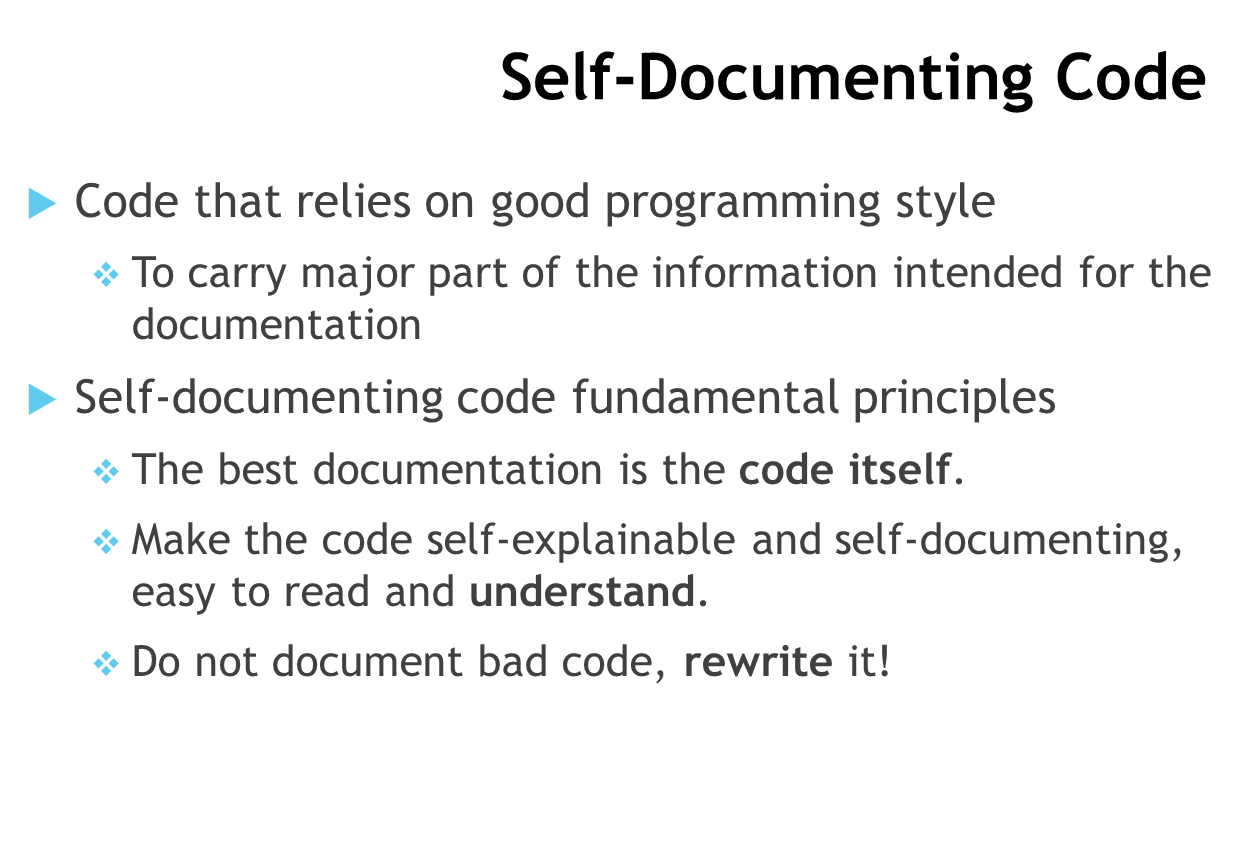 Self-Documenting Code
Code that relies on good programming style
To carry major part of the information intended for the
documentation
Self-documenting code fundamental principles
The best documentation is the code itself.
Make the code self-explainable and self-documenting,
easy to read and understand.
Do not document bad code, rewrite it!